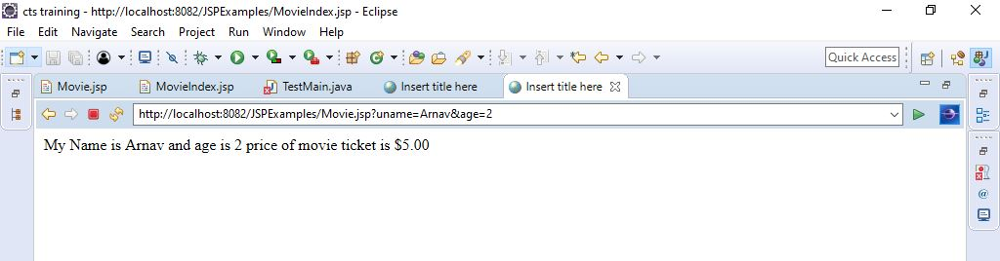 cts training - http://localhost:8082/JSPExamples/MovieIndex.jsp - Eclipse
File Edit Navigate Search Project Run Window Help
Quick Access
Movie.jsp MovieIndex.jsp TestMain.java Insert title here Insert title here
http://localhost:8082/JSPExamples/Movie.jsp?uname=Arnav&age=2
My Name is Arnav and age is 2 price of movie ticket is $5.00